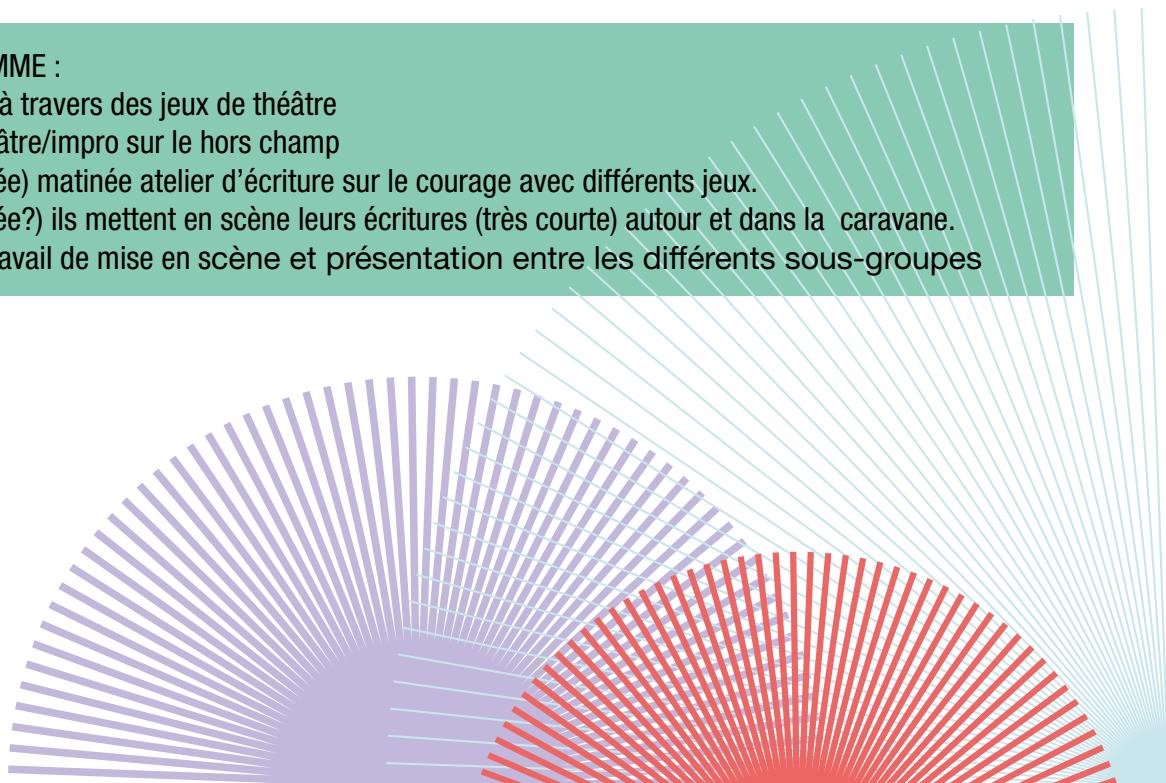 MME :
à travers des jeux de théâtre
âtre/impro sur le hors champ
ée) matinée atelier d’écriture sur le courage avec différents jeux.
ée?) ils mettent en scène leurs écritures (très courte) autour et dans la  caravane.
avail de mise en scène et présentation entre les différents sous-groupes